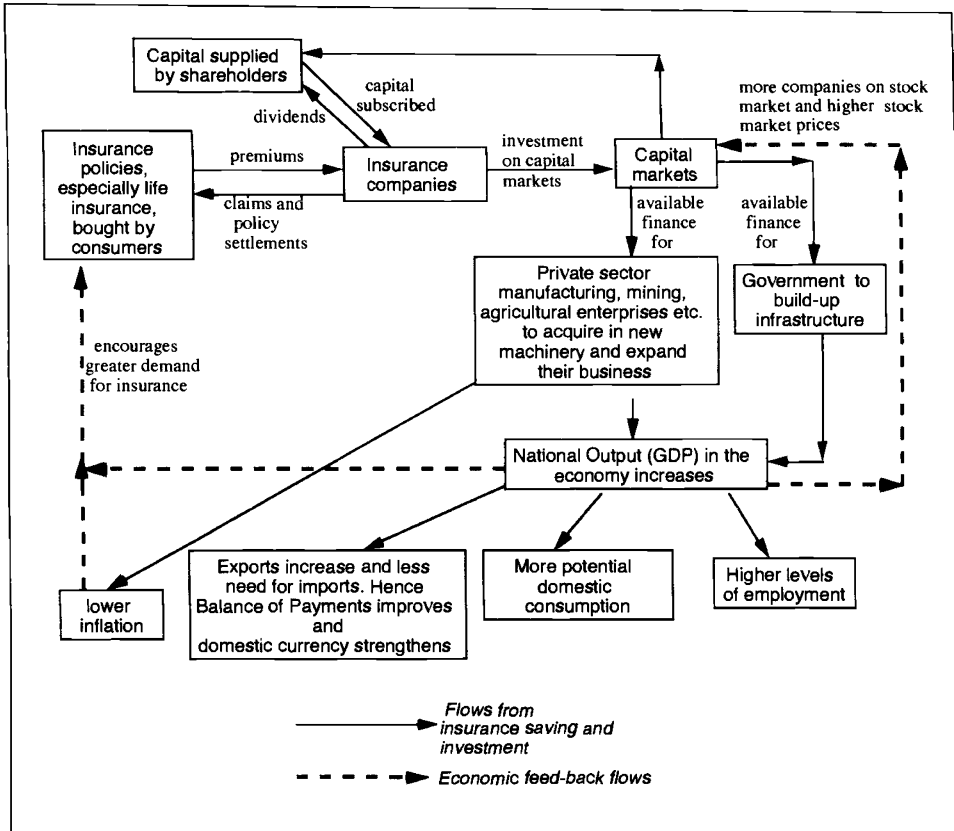 Capital supplied
by shareholders
capital
subscribed
dividends
more companies on stock
market and higher stock
market prices
Insurance
policies,
especially life
insurance,
bought by
consumers
premiums
claims and
policy
settlements
Insurance
companies
investment
on capital
markets
Capital
markets
available
finance
for
available
finance
for
Private sector
manufacturing, mining,
agricultural enterprises etc.
to acquire in new
machinery and expand
their business
Government to
build-up
infrastructure
encourages
greater demand
for insurance
National Output (GDP) in the
economy increases
lower
inflation
Exports increase and less
need for imports. Hence
Balance of Payments improves
and
domestic currency strengthens
More potential
domestic
consumption
Higher levels
of employment
Flows from
insurance saving and
investment
Economic feed-back flows